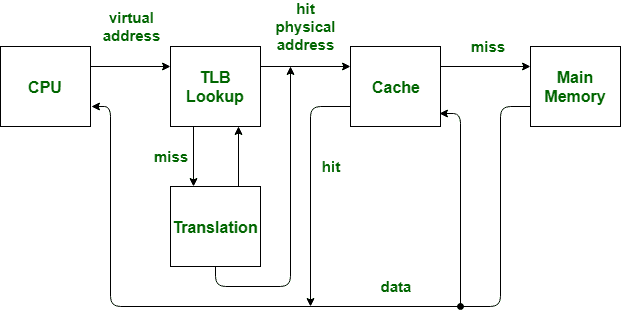 virtual
address
hit
physical
address
miss
CPU
TLB
Lookup
Cache
Main
Memory
miss
hit
Translation
data